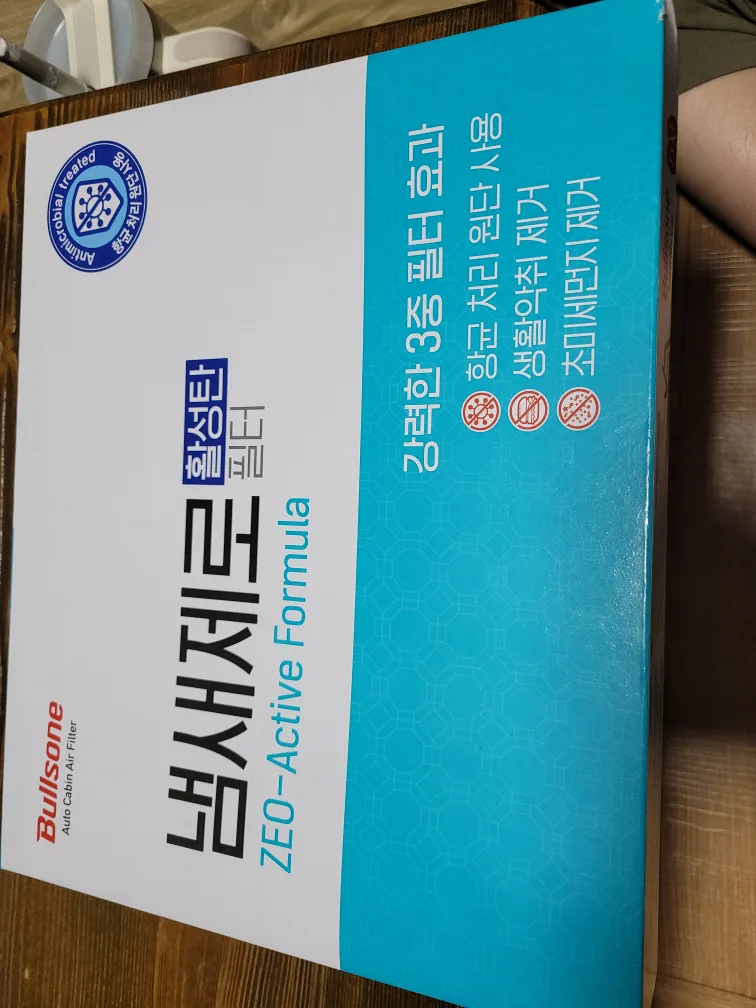 Bullsone
Auto Cabin Air Filter
Antimicrobial treated
항균 처리 원단 사용
냄새제로 활성탄 필터
ZEO-Active Formula
강력한 3중 필터 효과
항균 처리 원단 사용
생활악취 제거
초미세먼지 제거